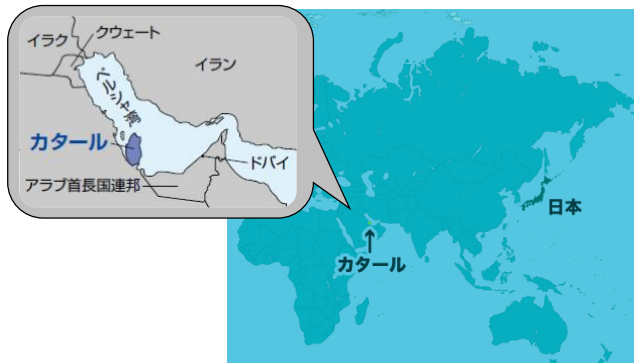 イラク
クウェート
イラン
ペルシャ湾
カタール
ドバイ
アラブ首長国連邦
日本
カタール